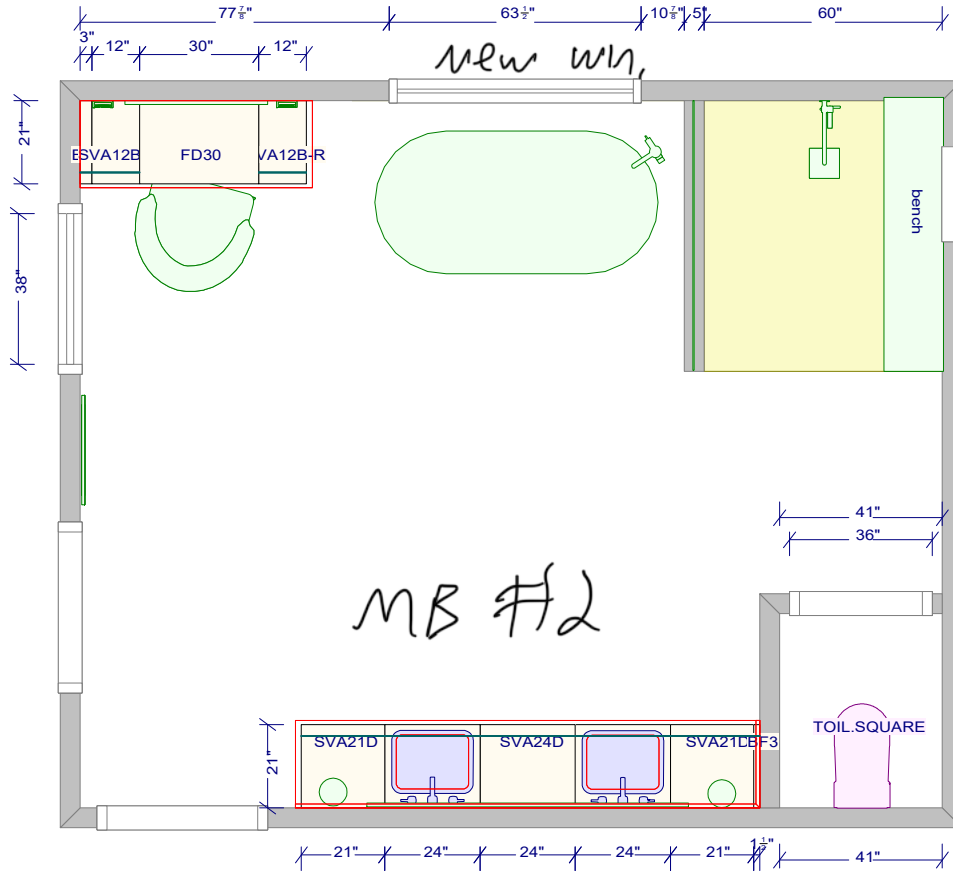 77 7/8" 63 1/2" 10 7/8" 5" 60"
3" 12" 30" 12"
New Win,
21"
SVA12B FD30 VA12B-R
bench
38"
41"
36"
MB #2
SVA21D SVA24D SVA21D BF3
TOIL.SQUARE
21"
21" 24" 24" 24" 21" 1 1/2" 41"